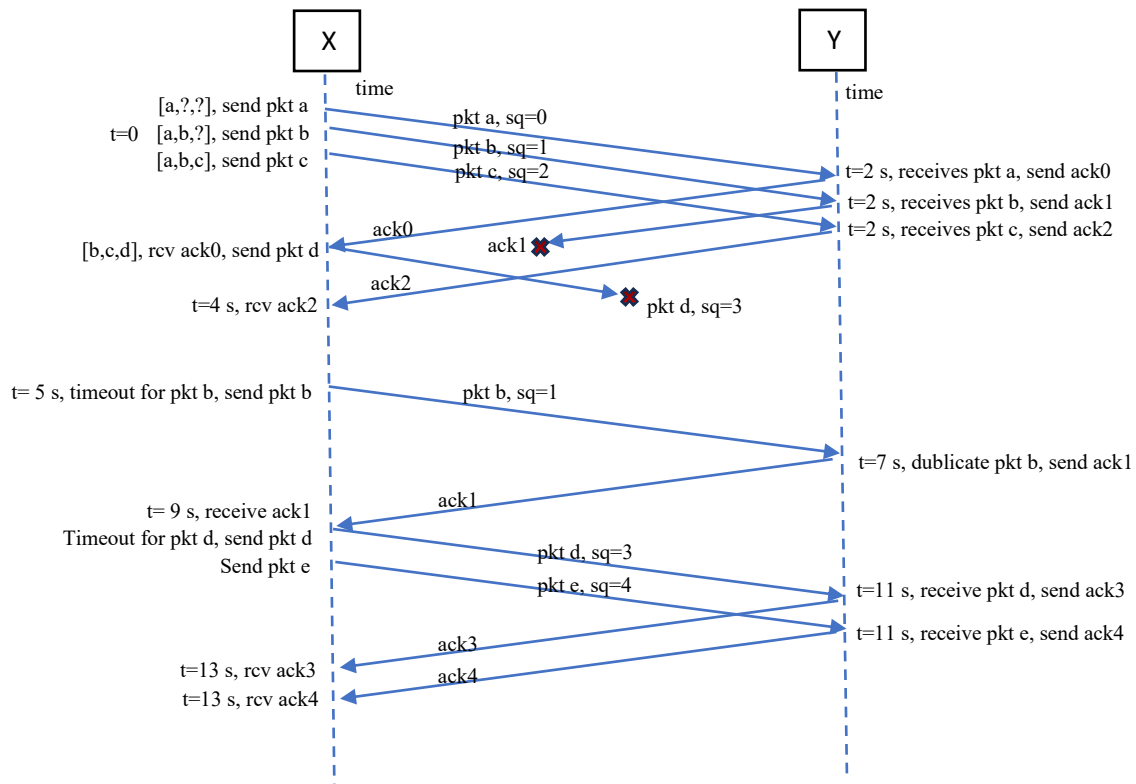 X
Y
time
time
[a,?,?], send pkt a
t=0 [a,b,?], send pkt b
[a,b,c], send pkt c
pkt a, sq=0
pkt b, sq=1
pkt c, sq=2
t=2 s, receives pkt a, send ack0
t=2 s, receives pkt b, send ack1
t=2 s, receives pkt c, send ack2
ack0
ack1
[b,c,d], rcv ack0, send pkt d
ack2
t=4 s, rcv ack2
pkt d, sq=3
t= 5 s, timeout for pkt b, send pkt b
pkt b, sq=1
t=7 s, dublicate pkt b, send ack1
ack1
t= 9 s, receive ack1
Timeout for pkt d, send pkt d
Send pkt e
pkt d, sq=3
pkt e, sq=4
t=11 s, receive pkt d, send ack3
t=11 s, receive pkt e, send ack4
ack3
t=13 s, rcv ack3
ack4
t=13 s, rcv ack4